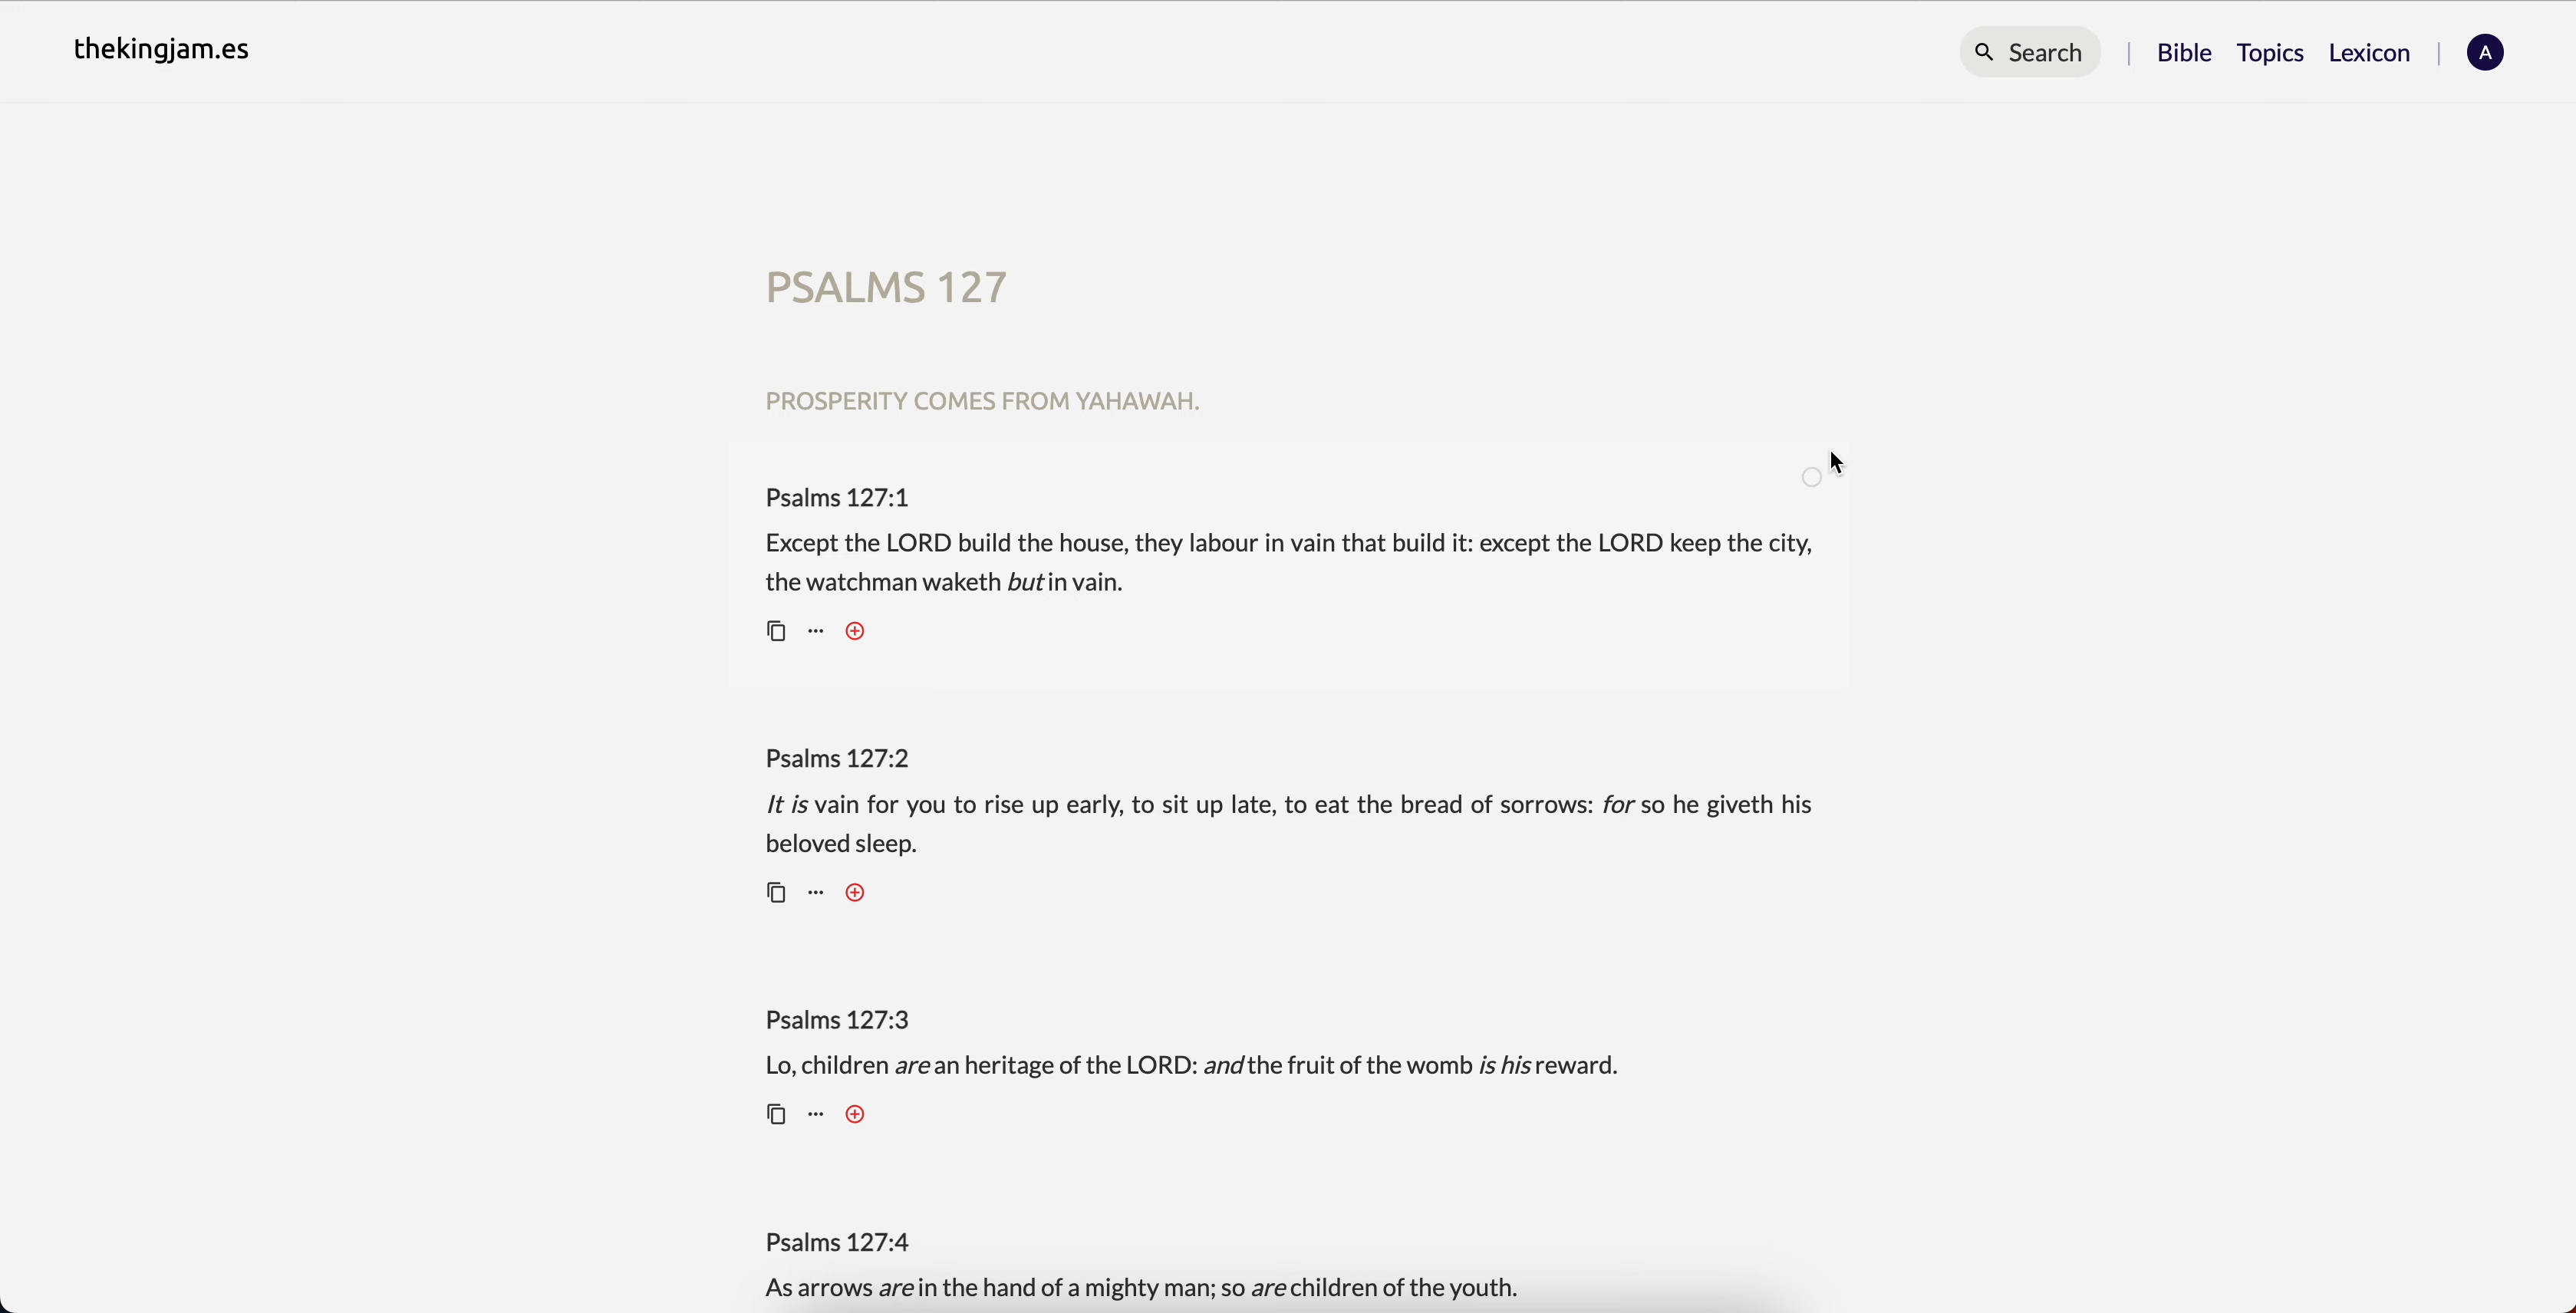 thekingjam.es
Search | Bible Topics Lexicon | A
PSALMS 127
PROSPERITY COMES FROM YAHAWAH.
Psalms 127:1
Except the LORD build the house, they labour in vain that build it: except the LORD keep the city,
the watchman waketh but in vain.
Psalms 127:2
It is vain for you to rise up early, to sit up late, to eat the bread of sorrows: for so he giveth his
beloved sleep.
Psalms 127:3
Lo, children are an heritage of the LORD: and the fruit of the womb is his reward.
Psalms 127:4
As arrows are in the hand of a mighty man; so are children of the youth.